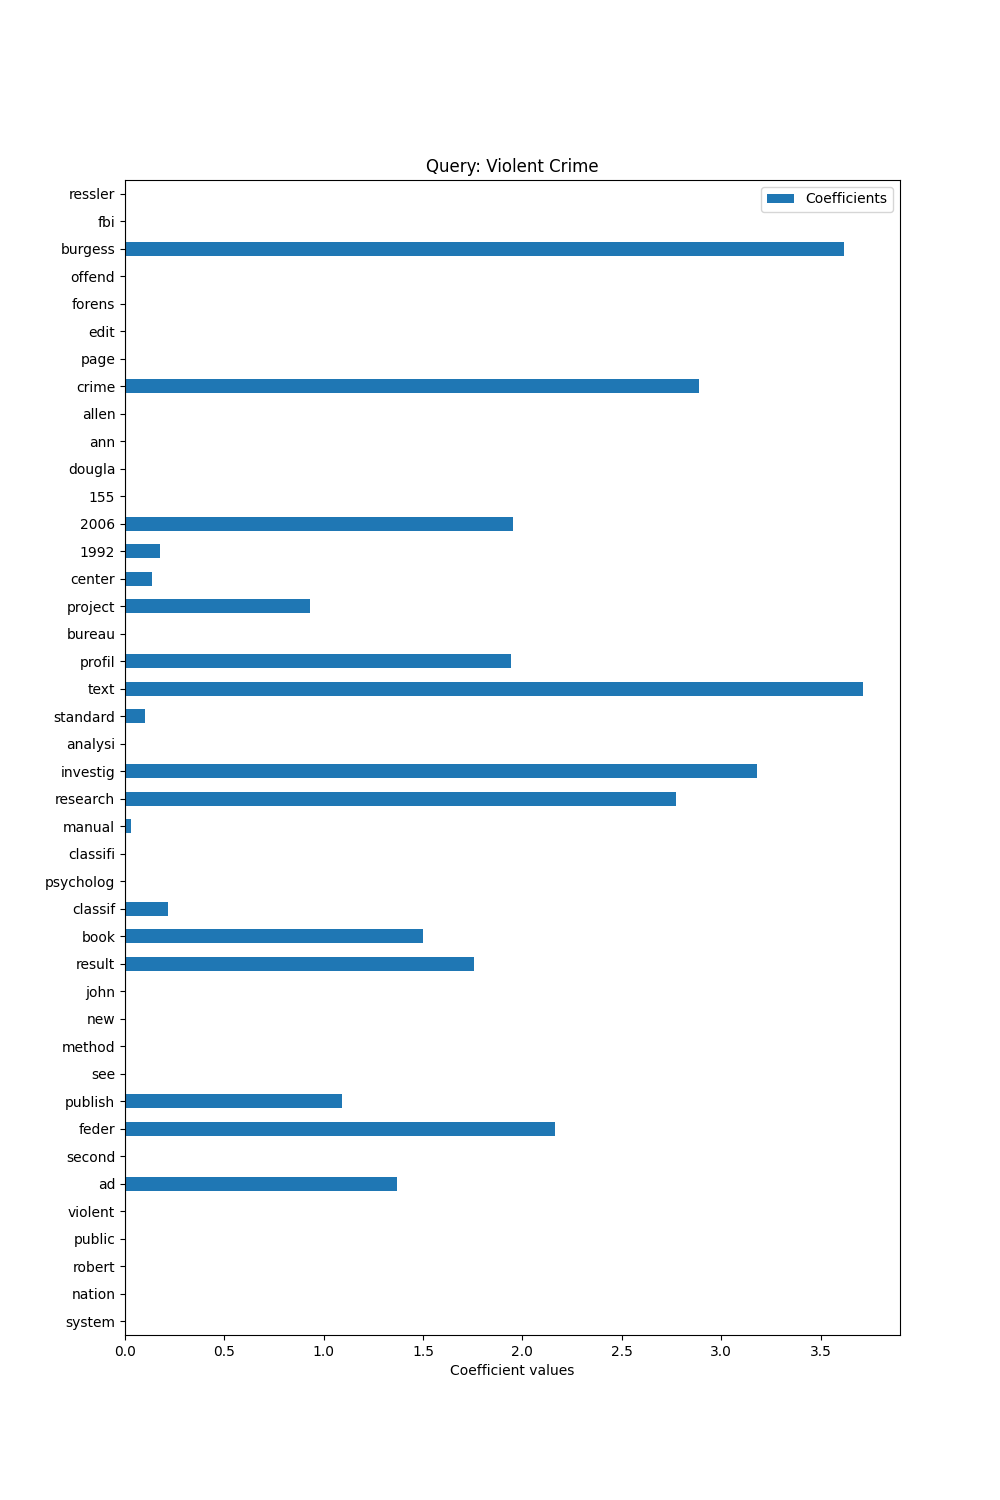 Query: Violent Crime
Coefficients
ressler
fbi
burgess
offend
forens
edit
page
crime
allen
ann
dougla
155
2006
1992
center
project
bureau
profil
text
standard
analysi
investig
research
manual
classifi
psycholog
classif
book
result
john
new
method
see
publish
feder
second
ad
violent
public
robert
nation
system
0.0 0.5 1.0 1.5 2.0 2.5 3.0 3.5
Coefficient values